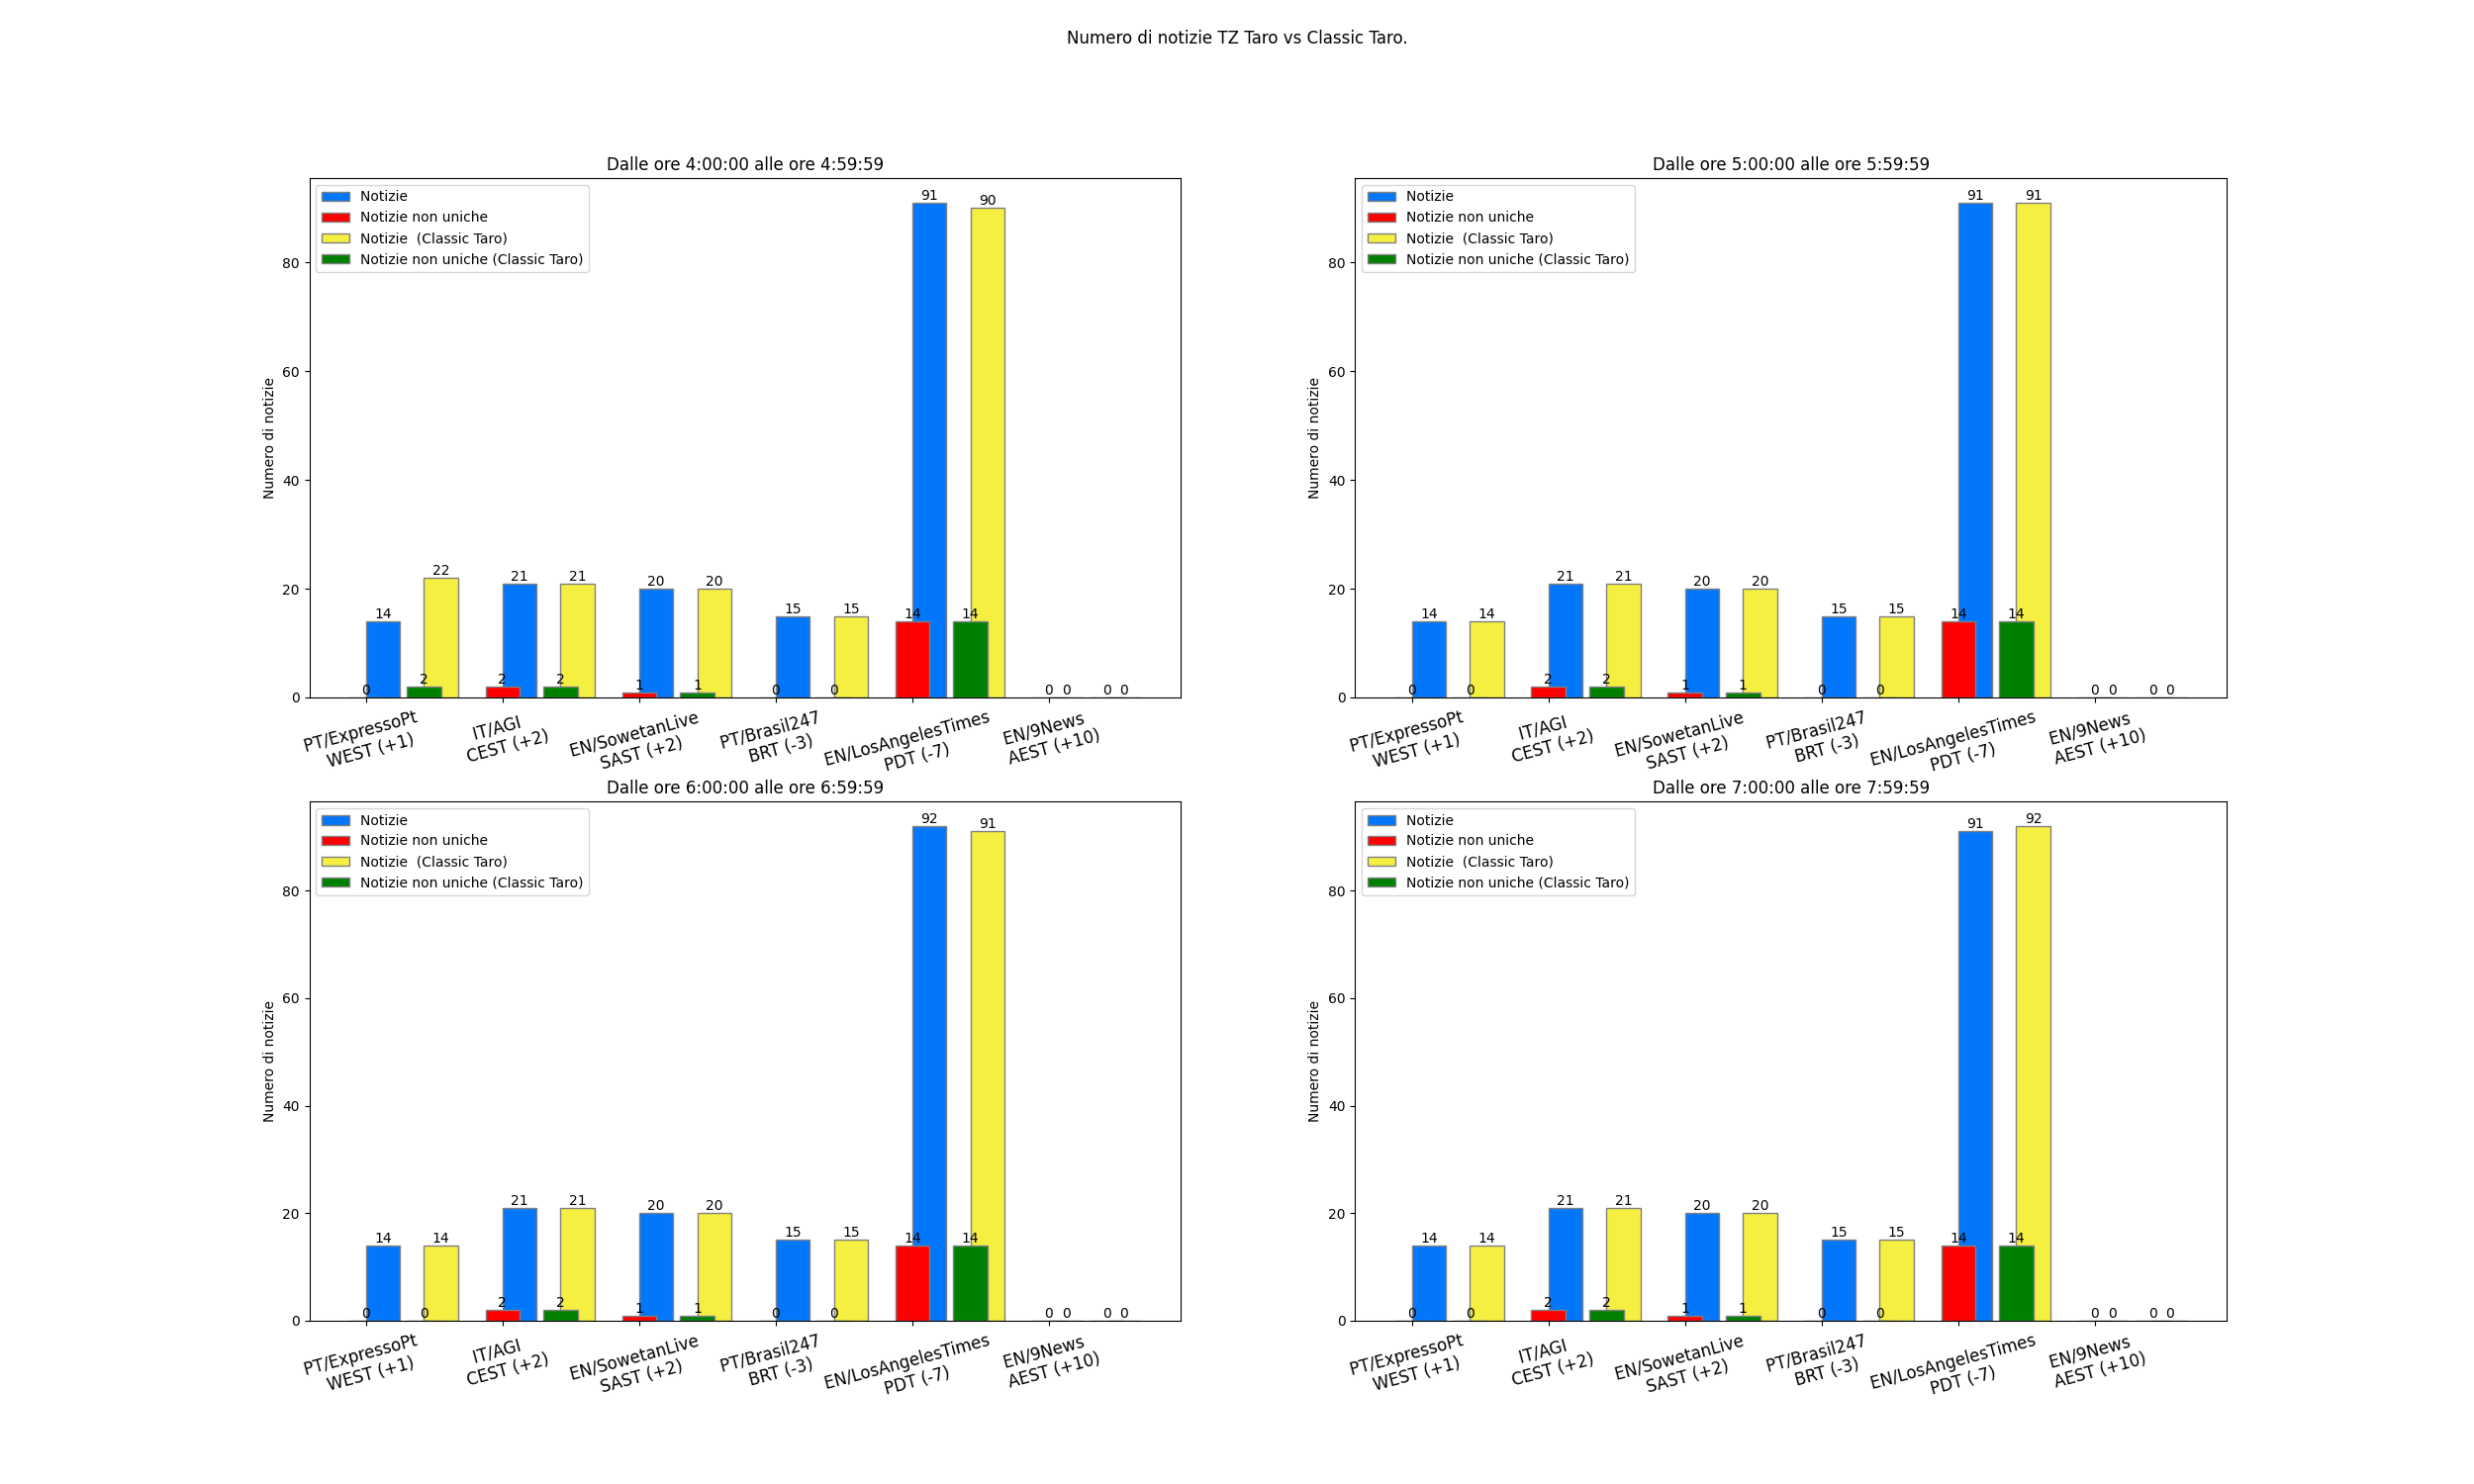 Numero di notizie TZ Taro vs Classic Taro.
Dalle ore 4:00:00 alle ore 4:59:59
Notizie
Notizie non uniche
Notizie  (Classic Taro)
Notizie non uniche (Classic Taro)
Numero di notizie
80
60
40
20
0
14 22 21 21 20 20 15 15 91 90
0 2 2 2 1 1 0 0 14 14 0 0 0 0
PT/ExpressoPt
WEST (+1)
IT/AGI
CEST (+2)
EN/SowetanLive
SAST (+2)
PT/Brasil247
BRT (-3)
EN/LosAngelesTimes
PDT (-7)
EN/9News
AEST (+10)
Dalle ore 5:00:00 alle ore 5:59:59
Notizie
Notizie non uniche
Notizie  (Classic Taro)
Notizie non uniche (Classic Taro)
Numero di notizie
80
60
40
20
0
14 14 21 21 20 20 15 15 91 91
0 0 2 2 1 1 0 0 14 14 0 0 0 0
PT/ExpressoPt
WEST (+1)
IT/AGI
CEST (+2)
EN/SowetanLive
SAST (+2)
PT/Brasil247
BRT (-3)
EN/LosAngelesTimes
PDT (-7)
EN/9News
AEST (+10)
Dalle ore 6:00:00 alle ore 6:59:59
Notizie
Notizie non uniche
Notizie  (Classic Taro)
Notizie non uniche (Classic Taro)
Numero di notizie
80
60
40
20
0
14 14 21 21 20 20 15 15 92 91
0 0 2 2 1 1 0 0 14 14 0 0 0 0
PT/ExpressoPt
WEST (+1)
IT/AGI
CEST (+2)
EN/SowetanLive
SAST (+2)
PT/Brasil247
BRT (-3)
EN/LosAngelesTimes
PDT (-7)
EN/9News
AEST (+10)
Dalle ore 7:00:00 alle ore 7:59:59
Notizie
Notizie non uniche
Notizie  (Classic Taro)
Notizie non uniche (Classic Taro)
Numero di notizie
80
60
40
20
0
14 14 21 21 20 20 15 15 91 92
0 0 2 2 1 1 0 0 14 14 0 0 0 0
PT/ExpressoPt
WEST (+1)
IT/AGI
CEST (+2)
EN/SowetanLive
SAST (+2)
PT/Brasil247
BRT (-3)
EN/LosAngelesTimes
PDT (-7)
EN/9News
AEST (+10)